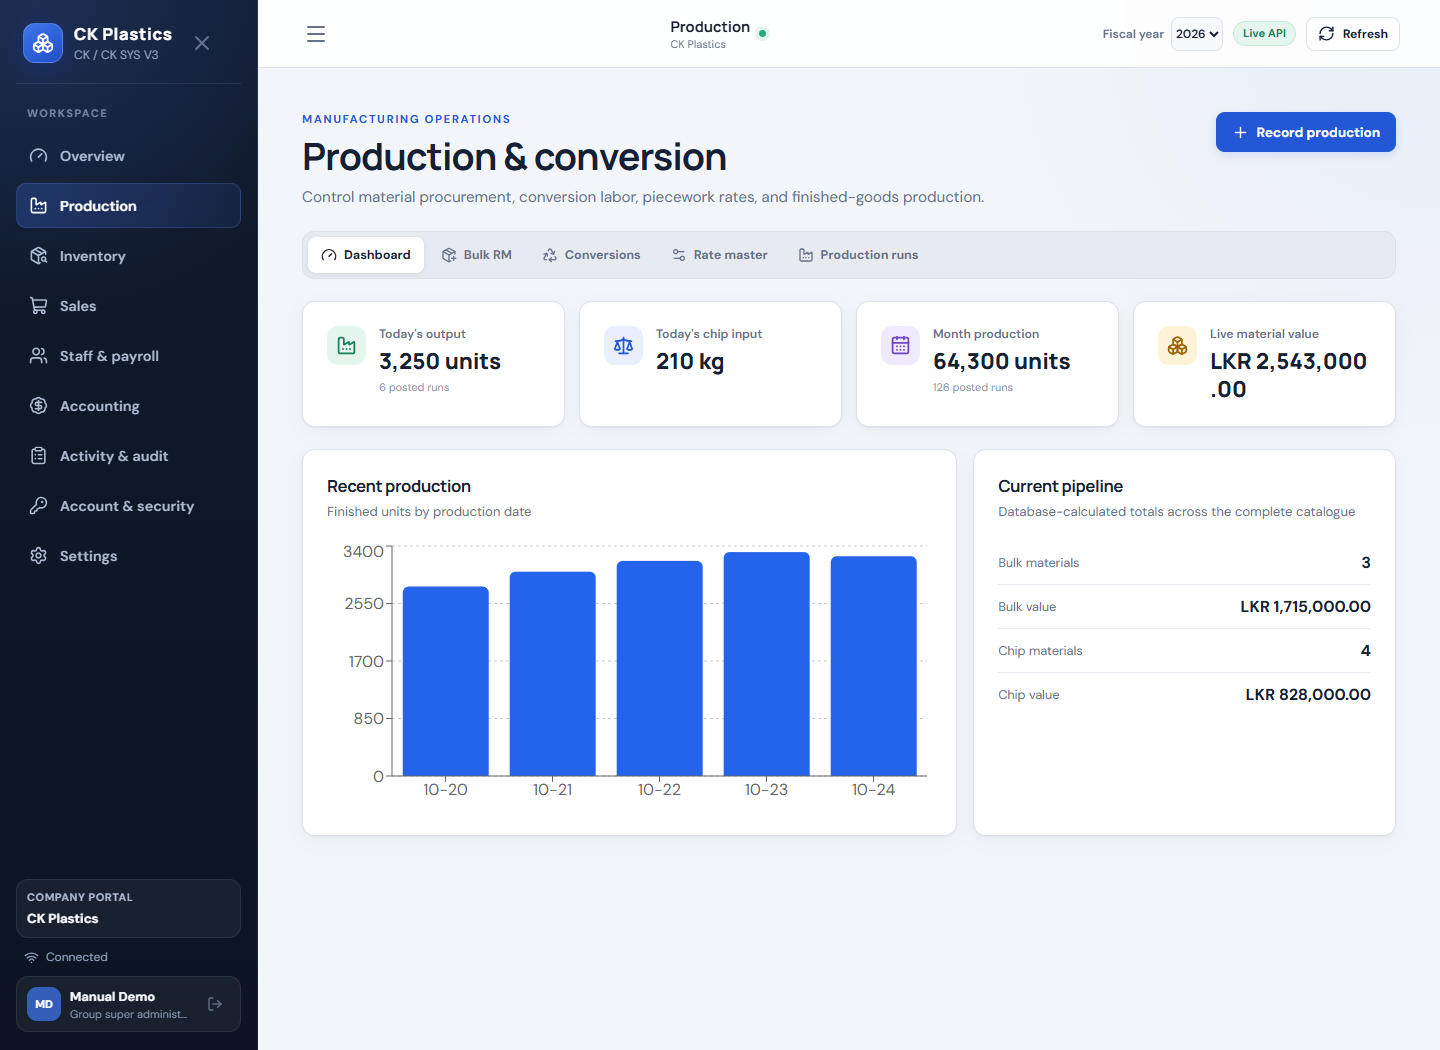 CK Plastics
CK / CK SYS V3
WORKSPACE
Overview
Production
Inventory
Sales
Staff & payroll
Accounting
Activity & audit
Account & security
Settings
COMPANY PORTAL
CK Plastics
Connected
MD
Manual Demo
Group super administ...
Production
CK Plastics
Fiscal year
2026
Live API
Refresh
MANUFACTURING OPERATIONS
Production & conversion
Control material procurement, conversion labor, piecework rates, and finished-goods production.
Record production
Dashboard
Bulk RM
Conversions
Rate master
Production runs
Today's output
3,250 units
6 posted runs
Today's chip input
210 kg
Month production
64,300 units
126 posted runs
Live material value
LKR 2,543,000
.00
Recent production
Finished units by production date
3400
2550
1700
850
0
10-20
10-21
10-22
10-23
10-24
Current pipeline
Database-calculated totals across the complete catalogue
Bulk materials
3
Bulk value
LKR 1,715,000.00
Chip materials
4
Chip value
LKR 828,000.00